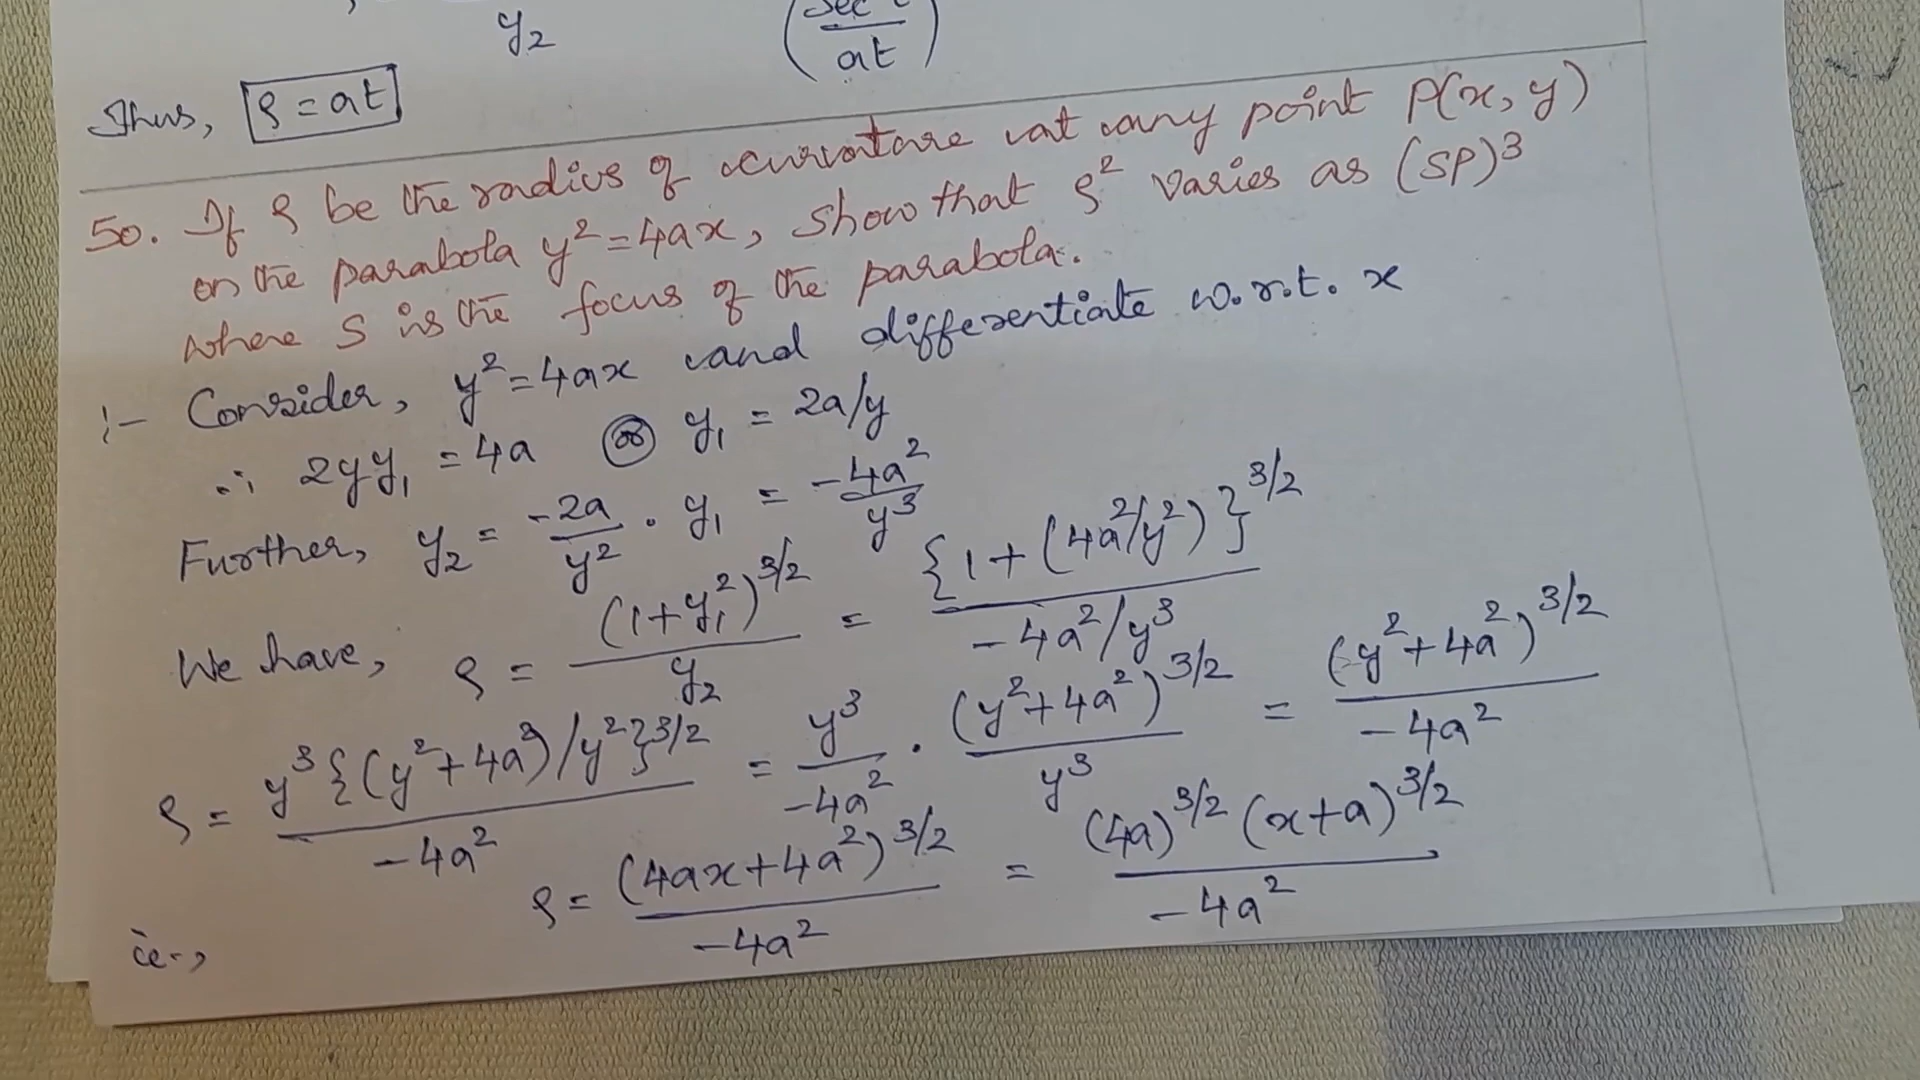 y₂ (sec t / at)
Thus, ρ = at
50. If ρ be the radius of curvature at any point P(x, y)
on the parabola y² = 4ax, show that ρ² varies as (SP)³
where S is the focus of the parabola.
:- Consider, y² = 4ax and differentiate w.r.t. x
∴ 2yy₁ = 4a or y₁ = 2a/y
Further, y₂ = -2a/y² · y₁ = -4a²/y³
We have, ρ = (1+y₁²)^3/2 / y₂ = {1+(4a²/y²)}^3/2 / -4a²/y³
ρ = y³{(y²+4a²)/y²}^3/2 / -4a² = y³/-4a² · (y²+4a²)^3/2 / y³ = (y²+4a²)^3/2 / -4a²
ie., ρ = (4ax+4a²)^3/2 / -4a² = (4a)^3/2 (x+a)^3/2 / -4a²